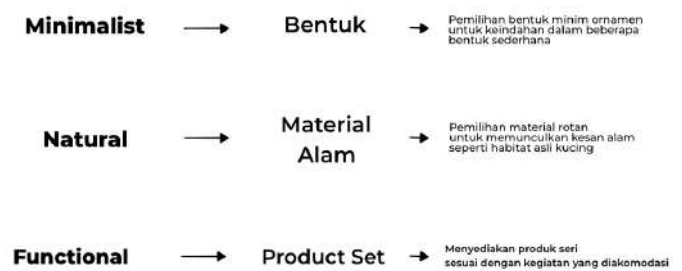 Minimalist → Bentuk → Pemilihan bentuk minim ornamen
untuk keindahan dalam beberapa
bentuk sederhana
Natural → Material
Alam → Pemilihan material rotan
untuk memunculkan kesan alam
seperti habitat asli kucing
Functional → Product Set → Menyediakan produk seri
sesuai dengan kegiatan yang diakomodasi